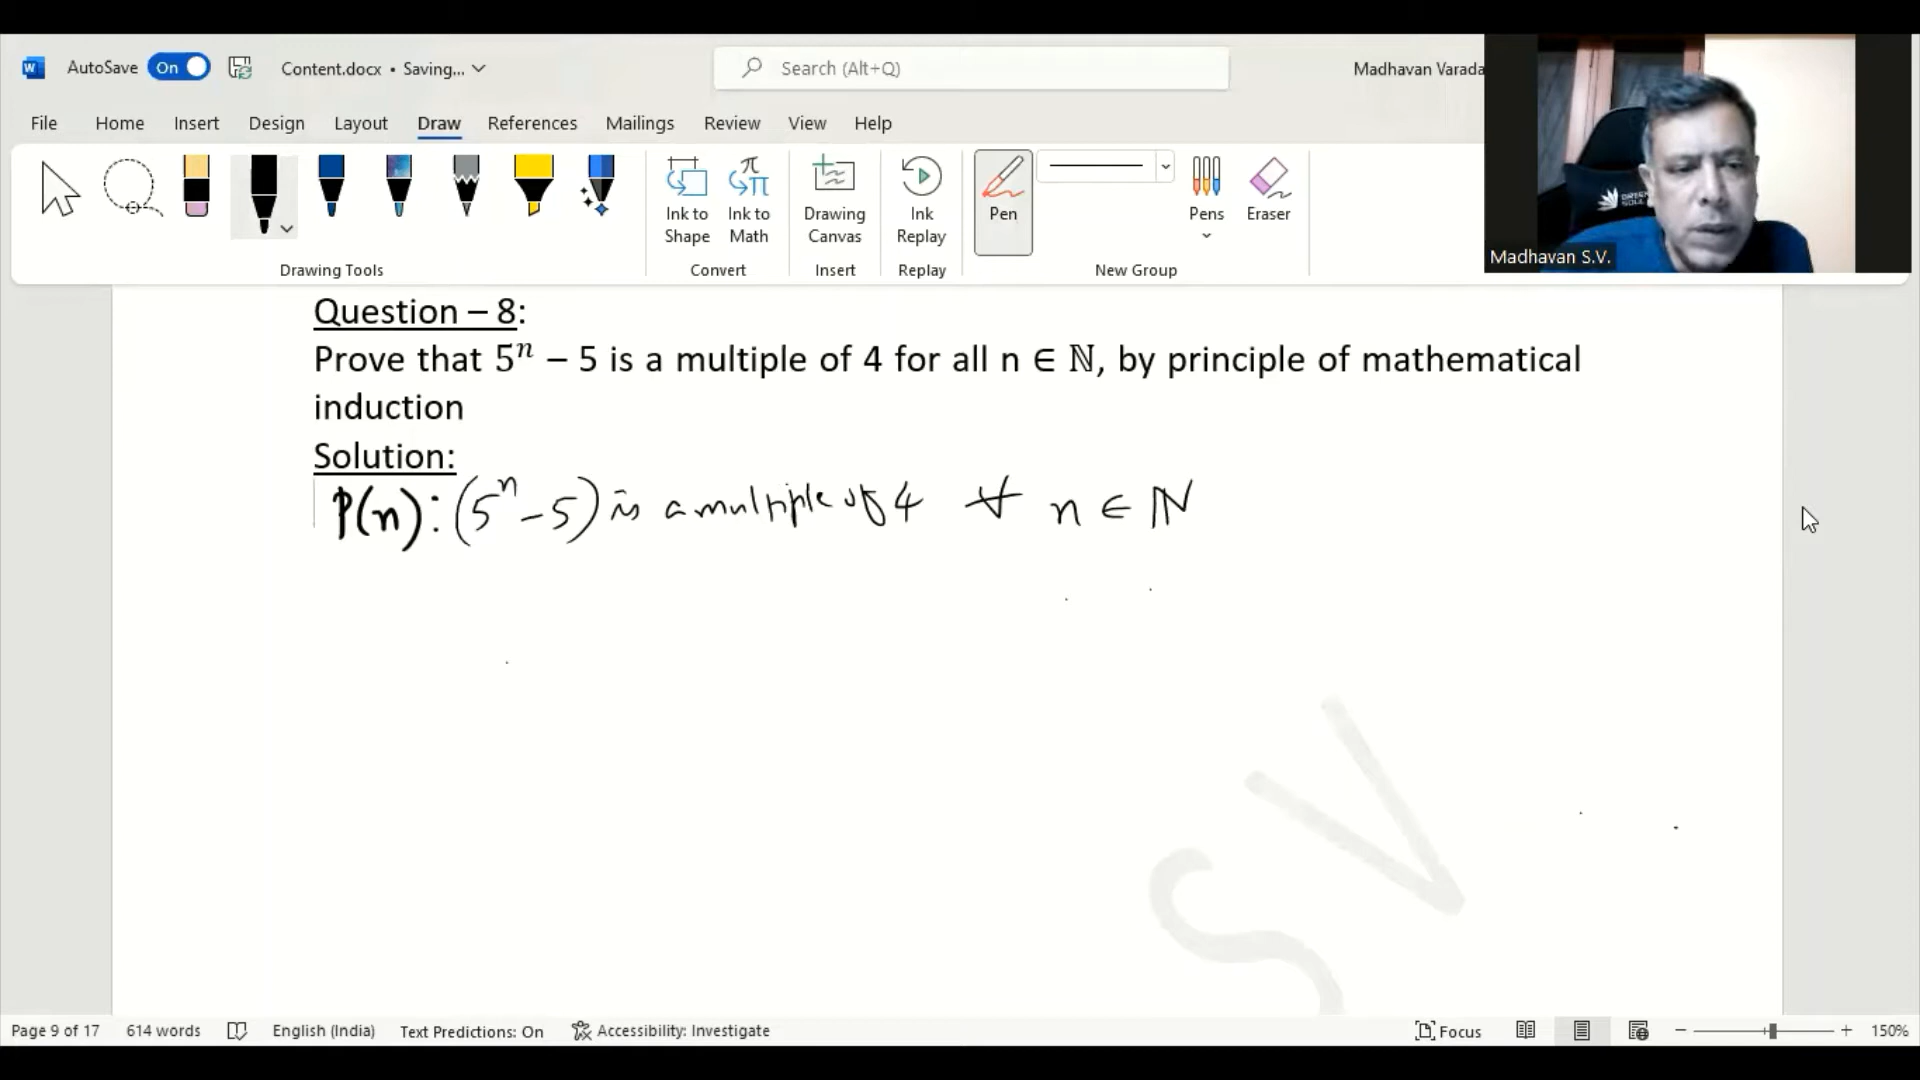 AutoSave On Content.docx • Saving... Search (Alt+Q) Madhavan Varada
File Home Insert Design Layout Draw References Mailings Review View Help
Ink to Shape Ink to Math Drawing Canvas Ink Replay Pen Pens Eraser
Drawing Tools Convert Insert Replay New Group
Madhavan S.V.
Question – 8:
Prove that 5ⁿ – 5 is a multiple of 4 for all n ∈ ℕ, by principle of mathematical
induction
Solution:
P(n): (5ⁿ – 5) is a multiple of 4 ∀ n ∈ ℕ
SV
Page 9 of 17 614 words English (India) Text Predictions: On Accessibility: Investigate Focus − + 150%